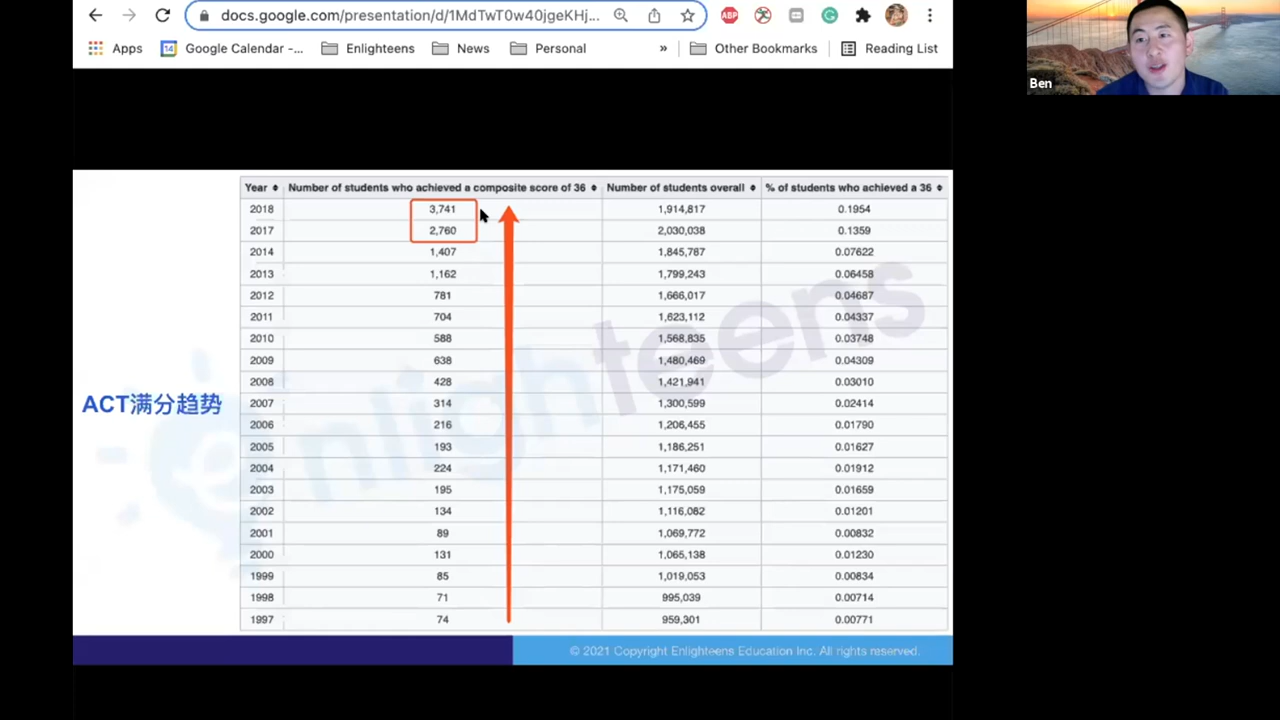 docs.google.com/presentation/d/1MdTwT0w40jgeKHj...
ABP
Apps
14
Google Calendar -...
Enlighteens
News
Personal
»
Other Bookmarks
Reading List
Ben
Year Number of students who achieved a composite score of 36 Number of students overall % of students who achieved a 36
2018 3,741 1,914,817 0.1954
2017 2,760 2,030,038 0.1359
2014 1,407 1,845,787 0.07622
2013 1,162 1,799,243 0.06458
2012 781 1,666,017 0.04687
2011 704 1,623,112 0.04337
2010 588 1,568,835 0.03748
2009 638 1,480,469 0.04309
2008 428 1,421,941 0.03010
2007 314 1,300,599 0.02414
2006 216 1,206,455 0.01790
2005 193 1,186,251 0.01627
2004 224 1,171,460 0.01912
2003 195 1,175,059 0.01659
2002 134 1,116,082 0.01201
2001 89 1,069,772 0.00832
2000 131 1,065,138 0.01230
1999 85 1,019,053 0.00834
1998 71 995,039 0.00714
1997 74 959,301 0.00771
ACT满分趋势
enlighteens
© 2021 Copyright Enlighteens Education Inc. All rights reserved.